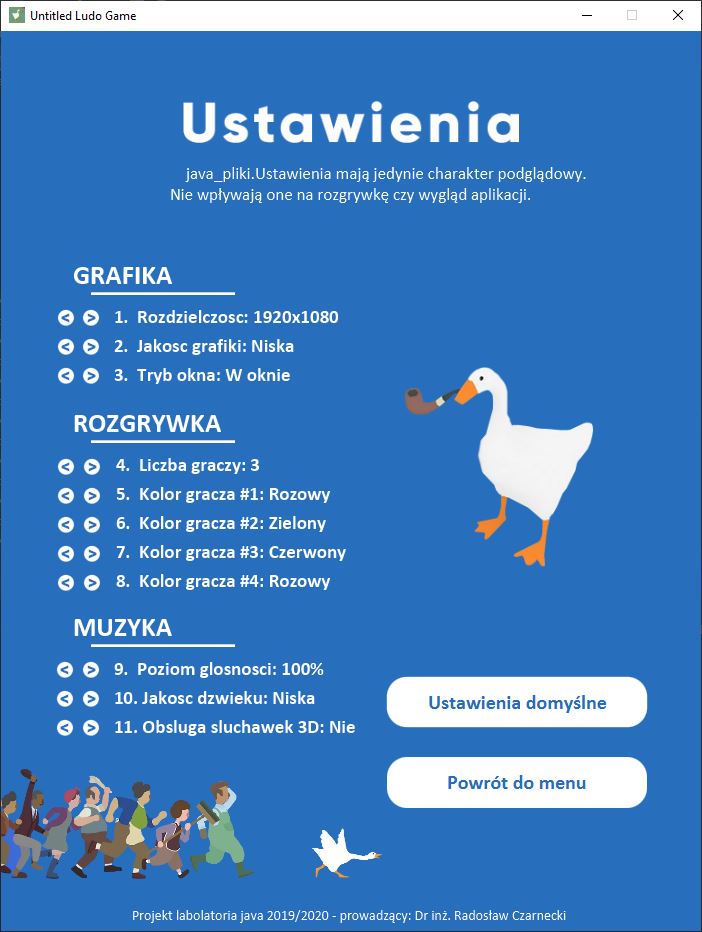 Untitled Ludo Game
Ustawienia
java_pliki.Ustawienia mają jedynie charakter podglądowy.
Nie wpływają one na rozgrywkę czy wygląd aplikacji.
GRAFIKA
< > 1. Rozdzielczosc: 1920x1080
< > 2. Jakosc grafiki: Niska
< > 3. Tryb okna: W oknie
ROZGRYWKA
< > 4. Liczba graczy: 3
< > 5. Kolor gracza #1: Rozowy
< > 6. Kolor gracza #2: Zielony
< > 7. Kolor gracza #3: Czerwony
< > 8. Kolor gracza #4: Rozowy
MUZYKA
< > 9. Poziom glosnosci: 100%
< > 10. Jakosc dzwieku: Niska
< > 11. Obsluga sluchawek 3D: Nie
Ustawienia domyślne
Powrót do menu
Projekt labolatoria java 2019/2020 - prowadzący: Dr inż. Radosław Czarnecki